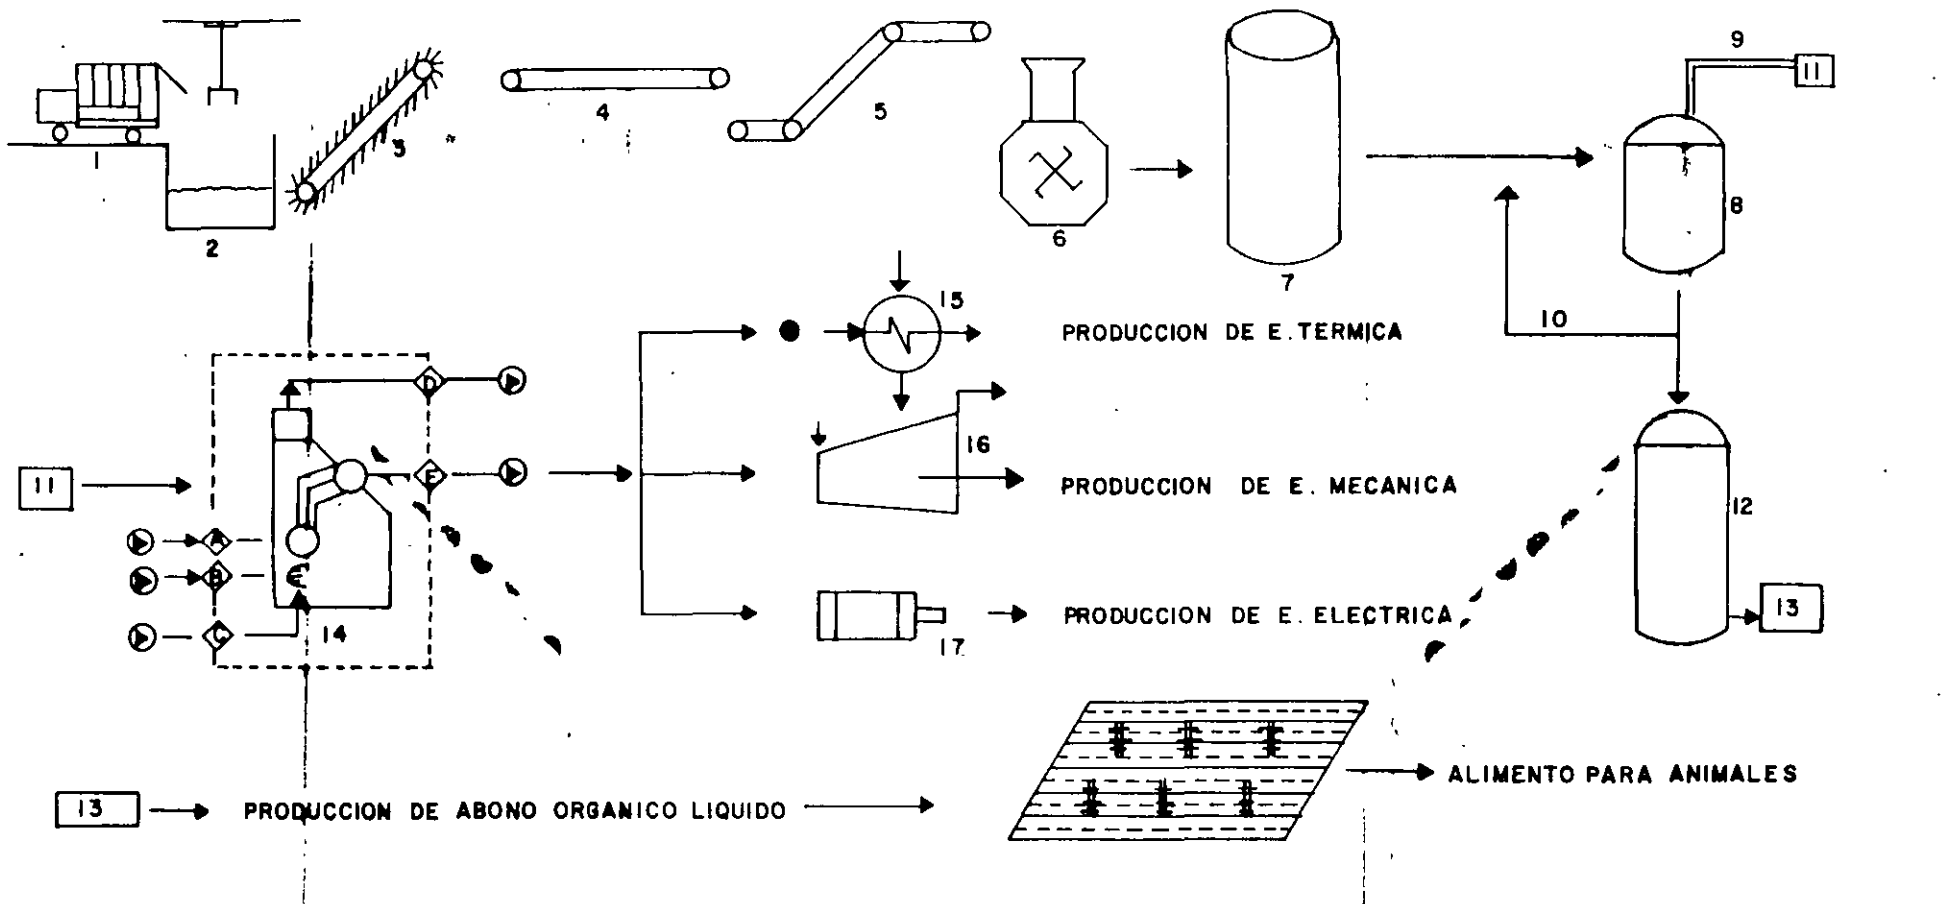 1
2
3
4
5
6
7
8
9
11
10
12
13
15
PRODUCCION DE E. TERMICA
D
16
PRODUCCION DE E. MECANICA
E
11
A
B
C
14
17
PRODUCCION DE E. ELECTRICA
13
PRODUCCION DE ABONO ORGANICO LIQUIDO
ALIMENTO PARA ANIMALES